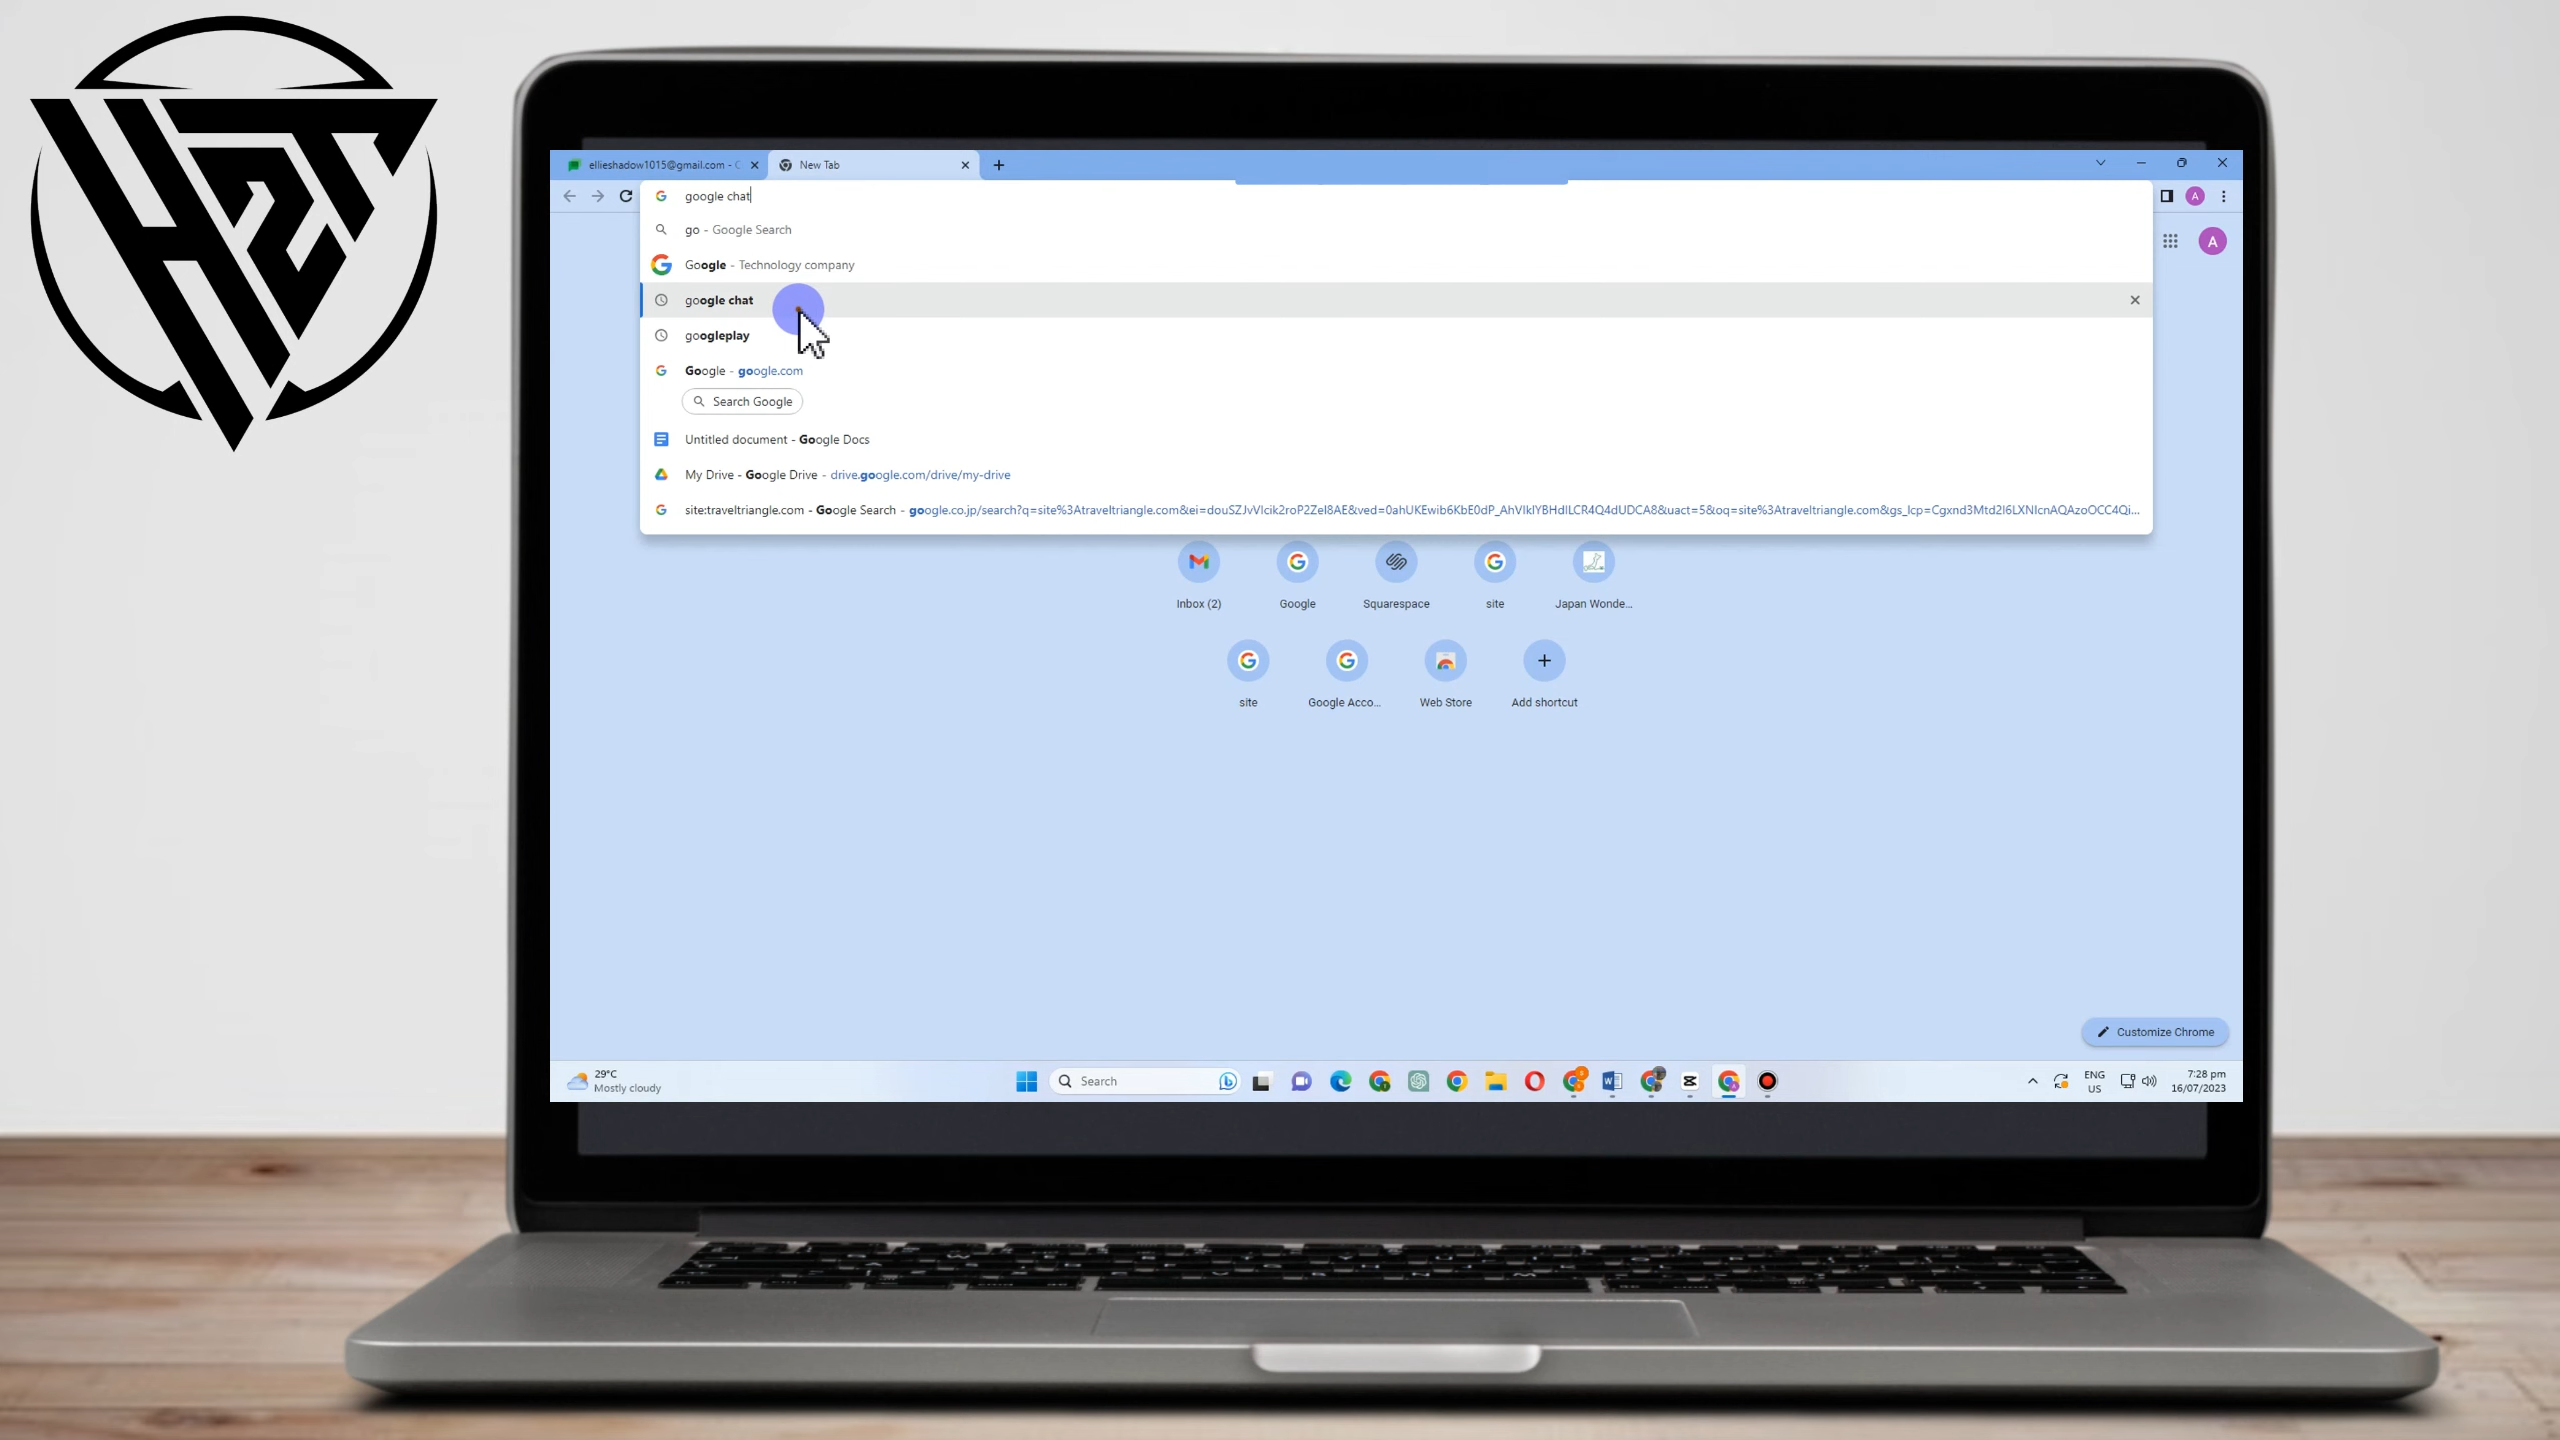 H2T
ellieshadow1015@gmail.com - C
New Tab
google chat
go - Google Search
Google - Technology company
google chat
googleplay
Google - google.com
Search Google
Untitled document - Google Docs
My Drive - Google Drive - drive.google.com/drive/my-drive
site:traveltriangle.com - Google Search - google.co.jp/search?q=site%3Atraveltriangle.com&ei=douSZJvVIcik2roP2ZeI8AE&ved=0ahUKEwib6KbE0dP_AhVIklYBHdILCR4Q4dUDCA8&uact=5&oq=site%3Atraveltriangle.com&gs_lcp=Cgxnd3Mtd2l6LXNlcnAQAzoOCC4Qi...
A
A
Inbox (2)
Google
Squarespace
site
Japan Wonde...
site
Google Acco...
Web Store
Add shortcut
Customize Chrome
29°C
Mostly cloudy
Search
ENG
US
7:28 pm
16/07/2023